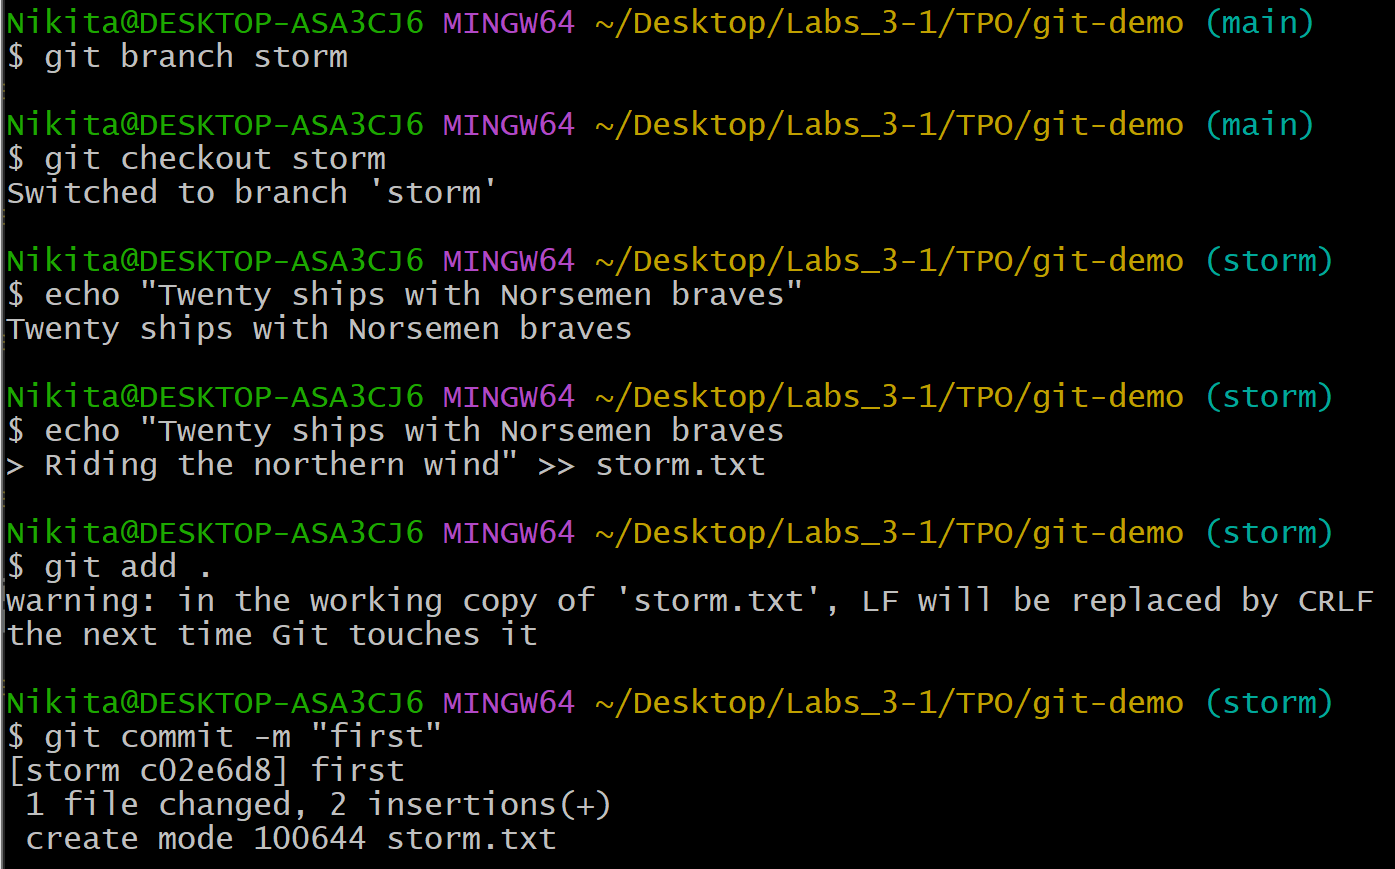 Nikita@DESKTOP-ASA3CJ6 MINGW64 ~/Desktop/Labs_3-1/TPO/git-demo (main)
$ git branch storm
Nikita@DESKTOP-ASA3CJ6 MINGW64 ~/Desktop/Labs_3-1/TPO/git-demo (main)
$ git checkout storm
Switched to branch 'storm'
Nikita@DESKTOP-ASA3CJ6 MINGW64 ~/Desktop/Labs_3-1/TPO/git-demo (storm)
$ echo "Twenty ships with Norsemen braves"
Twenty ships with Norsemen braves
Nikita@DESKTOP-ASA3CJ6 MINGW64 ~/Desktop/Labs_3-1/TPO/git-demo (storm)
$ echo "Twenty ships with Norsemen braves
> Riding the northern wind" >> storm.txt
Nikita@DESKTOP-ASA3CJ6 MINGW64 ~/Desktop/Labs_3-1/TPO/git-demo (storm)
$ git add .
warning: in the working copy of 'storm.txt', LF will be replaced by CRLF
the next time Git touches it
Nikita@DESKTOP-ASA3CJ6 MINGW64 ~/Desktop/Labs_3-1/TPO/git-demo (storm)
$ git commit -m "first"
[storm c02e6d8] first
 1 file changed, 2 insertions(+)
 create mode 100644 storm.txt